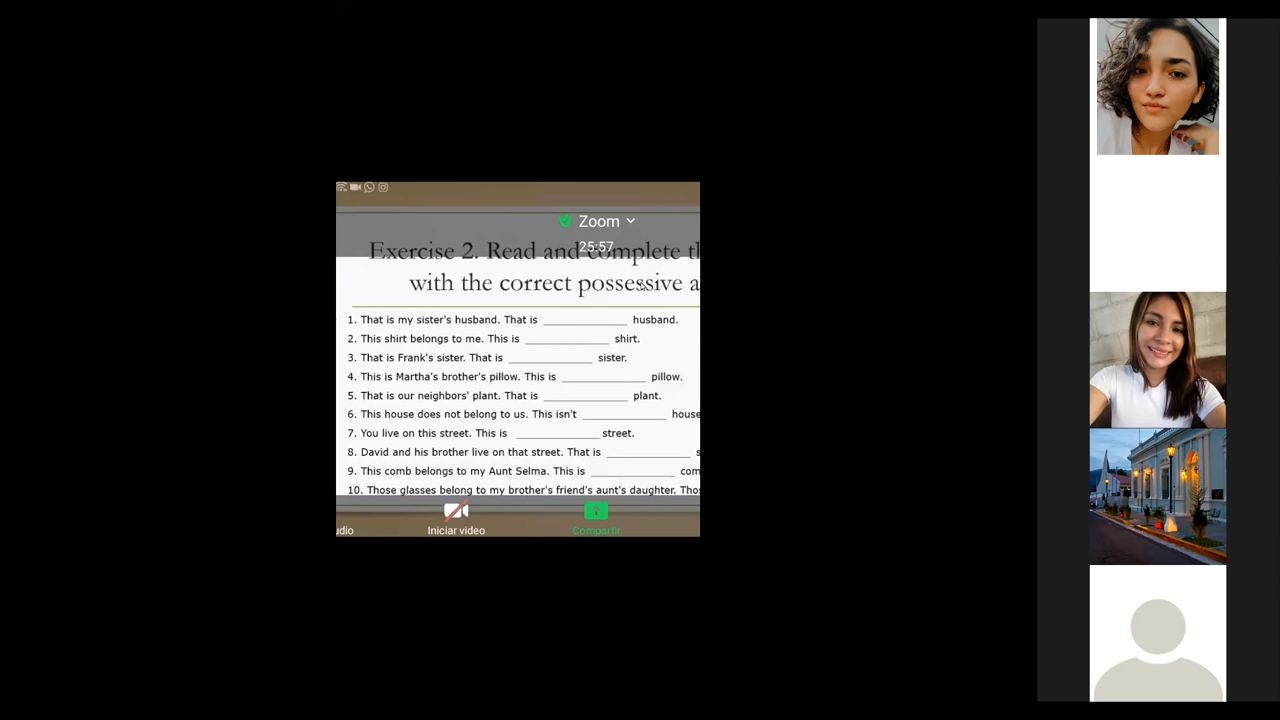 Zoom
25:57
Exercise 2. Read and complete
with the correct possessive
1. That is my sister's husband. That is ______________ husband.
2. This shirt belongs to me. This is ______________ shirt.
3. That is Frank's sister. That is ______________ sister.
4. This is Martha's brother's pillow. This is ______________ pillow.
5. That is our neighbors' plant. That is ______________ plant.
6. This house does not belong to us. This isn't ______________ house
7. You live on this street. This is ______________ street.
8. David and his brother live on that street. That is ______________ s
9. This comb belongs to my Aunt Selma. This is ______________ com
10. Those glasses belong to my brother's friend's aunt's daughter. Tho
Iniciar video
Compartir